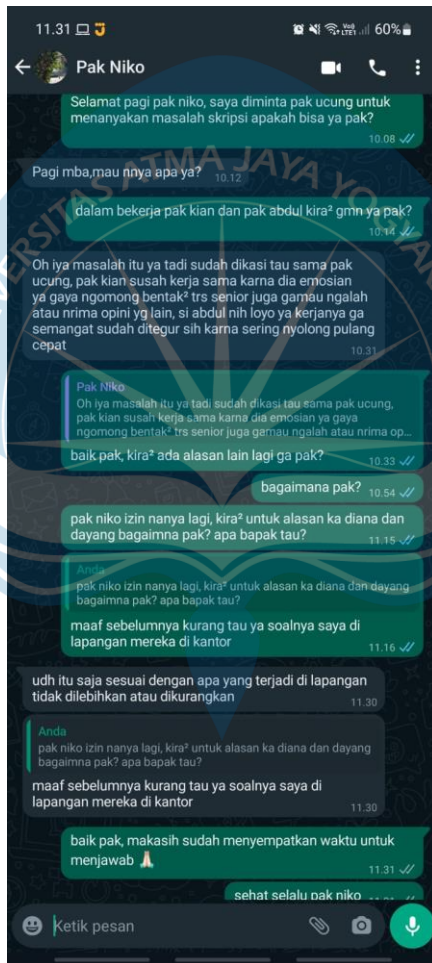 11.31
60%
Pak Niko
Selamat pagi pak niko, saya diminta pak ucung untuk
menanyakan masalah skripsi apakah bisa ya pak?
10.08
Pagi mba,mau nnya apa ya?
10.12
dalam bekerja pak kian dan pak abdul kira² gmn ya pak?
10.14
Oh iya masalah itu ya tadi sudah dikasi tau sama pak
ucung, pak kian susah kerja sama karna dia emosian
ya gaya ngomong bentak² trs senior juga gamau ngalah
atau nrima opini yg lain, si abdul nih loyo ya kerjanya ga
semangat sudah ditegur sih karna sering nyolong pulang
cepat
10.31
Pak Niko
Oh iya masalah itu ya tadi sudah dikasi tau sama pak ucung,
pak kian susah kerja sama karna dia emosian ya gaya
ngomong bentak² trs senior juga gamau ngalah atau nrima op...
baik pak, kira² ada alasan lain lagi ga pak?
10.33
bagaimana pak?
10.54
pak niko izin nanya lagi, kira² untuk alasan ka diana dan
dayang bagaimna pak? apa bapak tau?
11.15
Anda
pak niko izin nanya lagi, kira² untuk alasan ka diana dan dayang
bagaimna pak? apa bapak tau?
maaf sebelumnya kurang tau ya soalnya saya di
lapangan mereka di kantor
11.16
udh itu saja sesuai dengan apa yang terjadi di lapangan
tidak dilebihkan atau dikurangkan
11.30
Anda
pak niko izin nanya lagi, kira² untuk alasan ka diana dan dayang
bagaimna pak? apa bapak tau?
maaf sebelumnya kurang tau ya soalnya saya di
lapangan mereka di kantor
11.30
baik pak, makasih sudah menyempatkan waktu untuk
menjawab 🙏🏻
11.31
sehat selalu pak niko
Ketik pesan